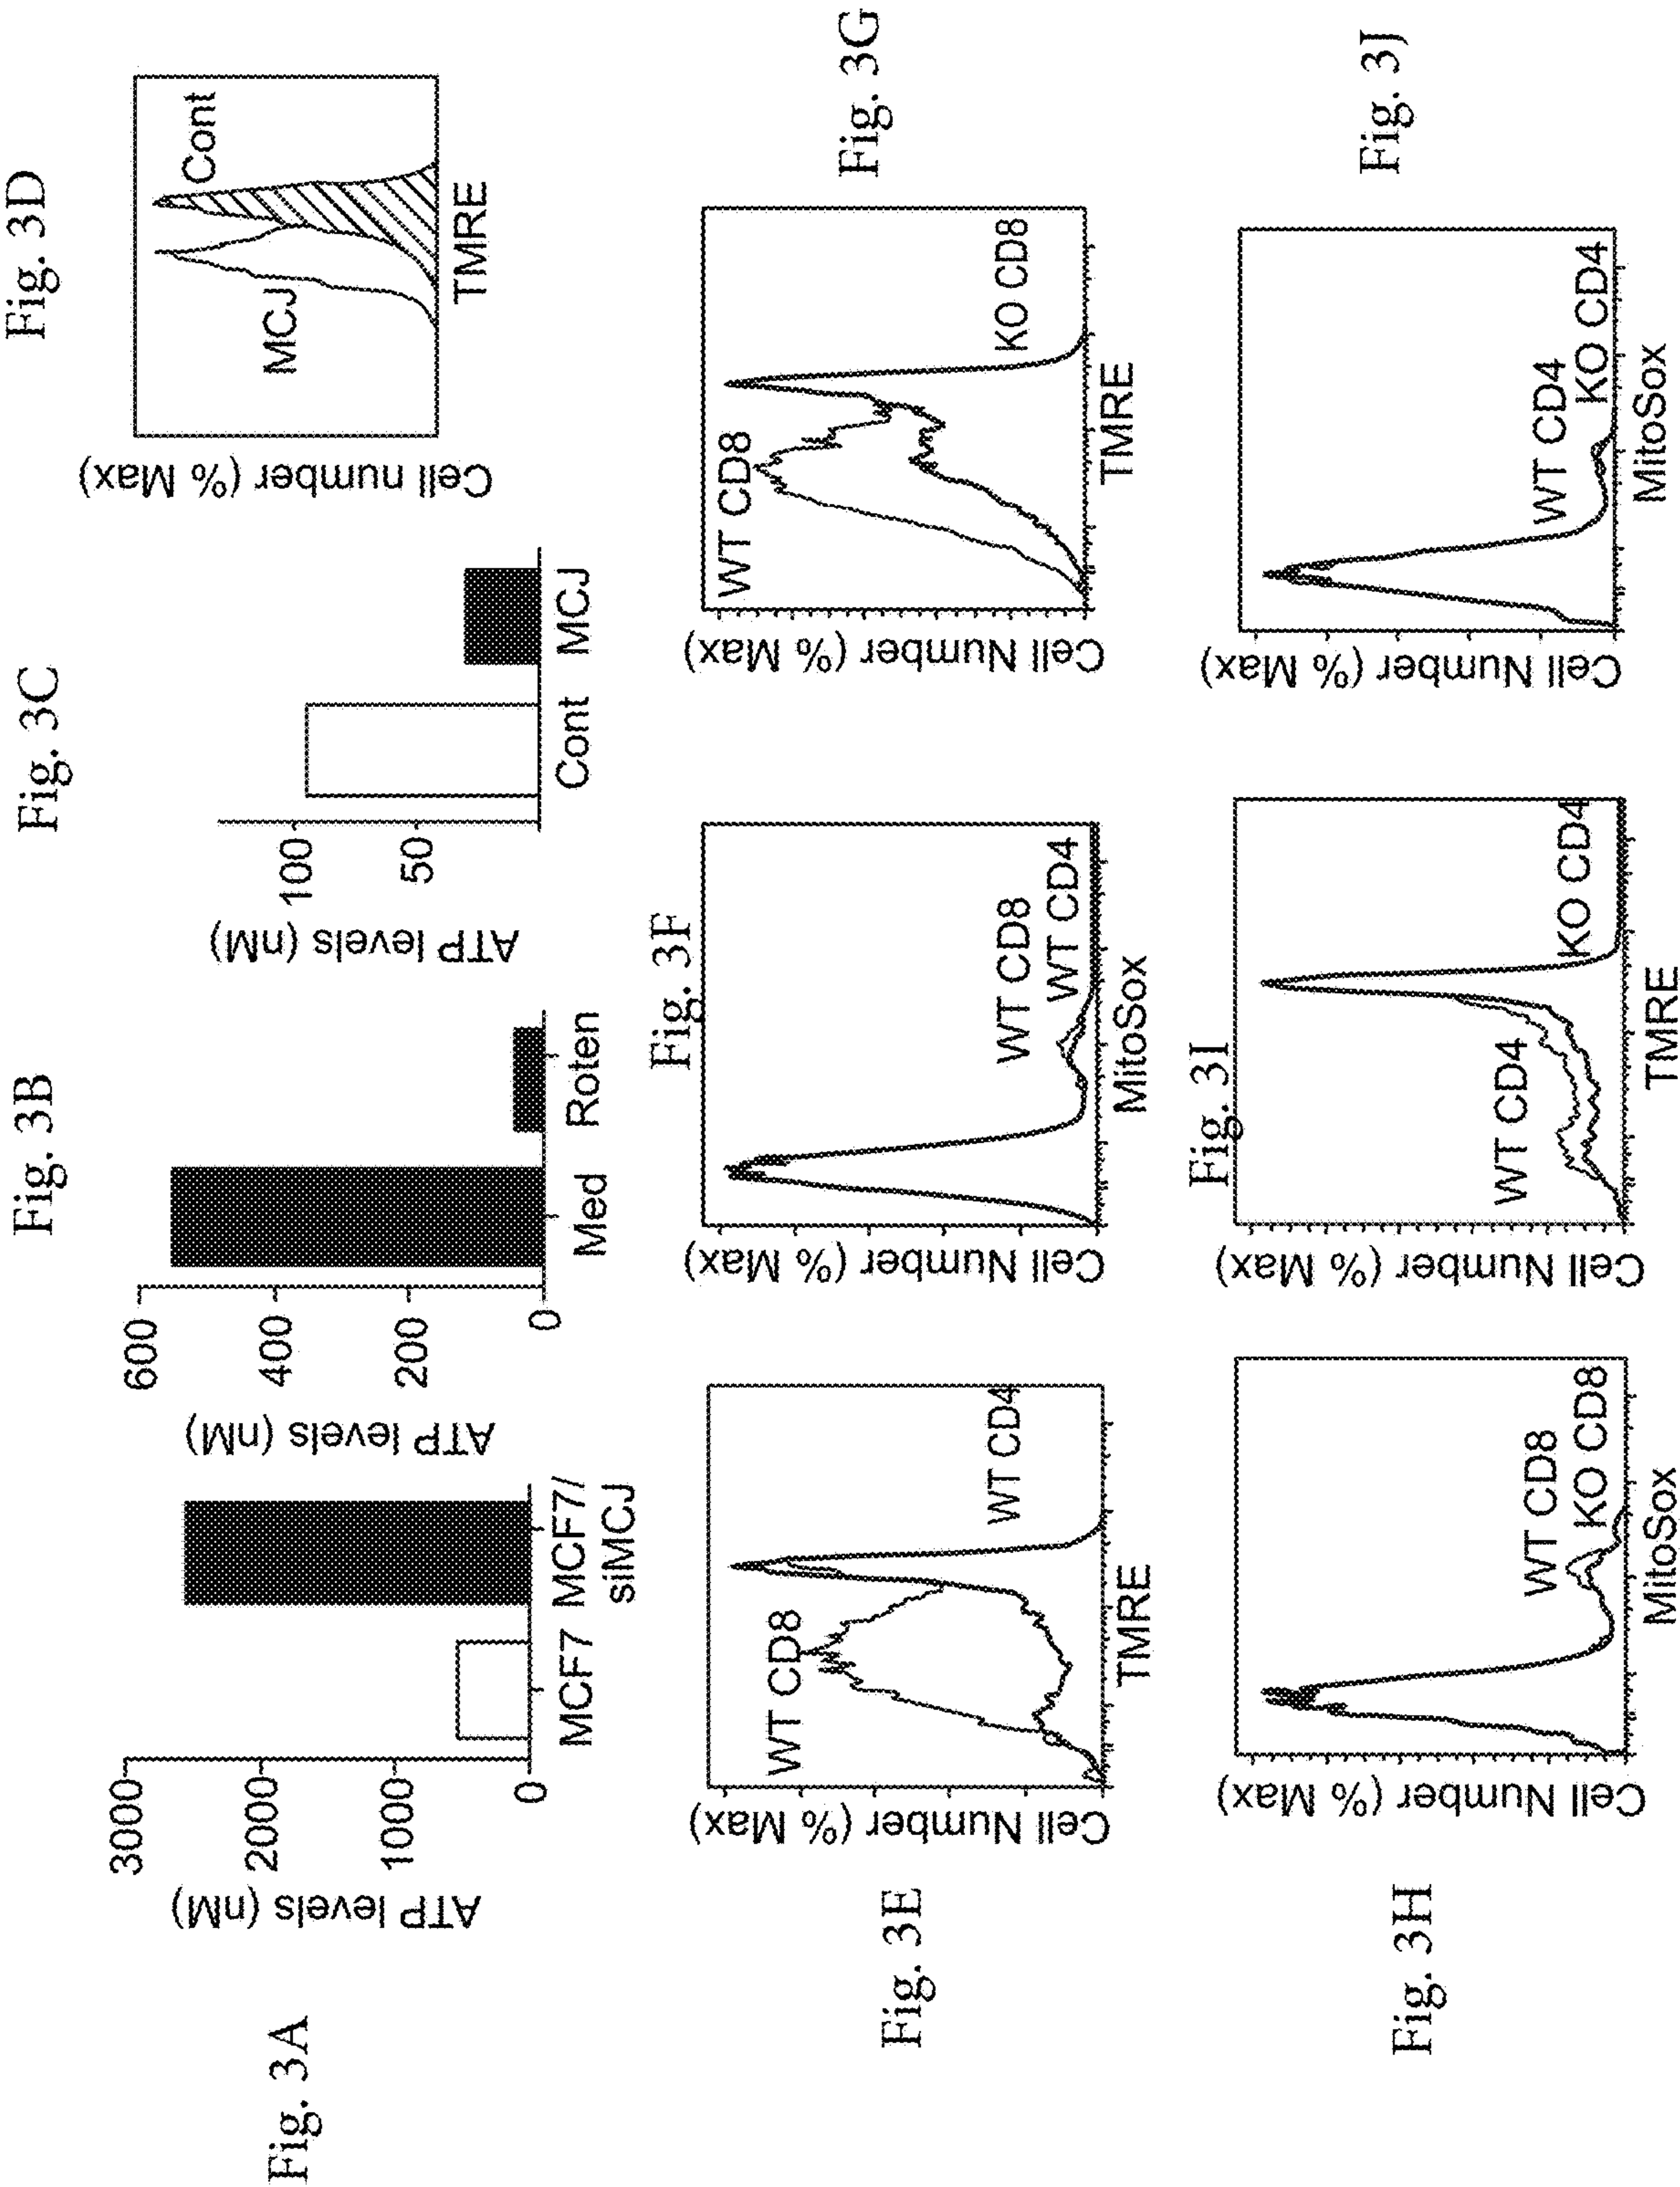 Fig. 3A
ATP levels (nM)
3000
2000
1000
0
MCF7
MCF7/
siMCJ
Fig. 3B
ATP levels (nM)
600
400
200
0
Med
Roten
Fig. 3C
ATP levels (nM)
100
50
Cont
MCJ
Fig. 3D
Cell number (% Max)
MCJ
Cont
TMRE
Fig. 3E
Cell Number (% Max)
WT CD8
WT CD4
TMRE
Fig. 3F
Cell Number (% Max)
WT CD8
WT CD4
MitoSox
Fig. 3G
Cell Number (% Max)
WT CD8
KO CD8
TMRE
Fig. 3H
Cell Number (% Max)
WT CD8
KO CD8
MitoSox
Fig. 3I
Cell Number (% Max)
WT CD4
KO CD4
TMRE
Fig. 3J
Cell Number (% Max)
WT CD4
KO CD4
MitoSox